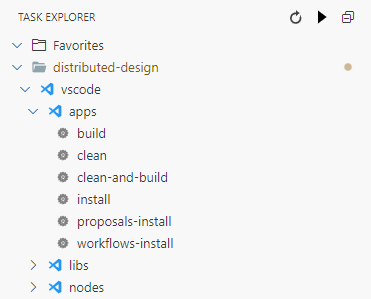 TASK EXPLORER
Favorites
distributed-design
vscode
apps
build
clean
clean-and-build
install
proposals-install
workflows-install
libs
nodes